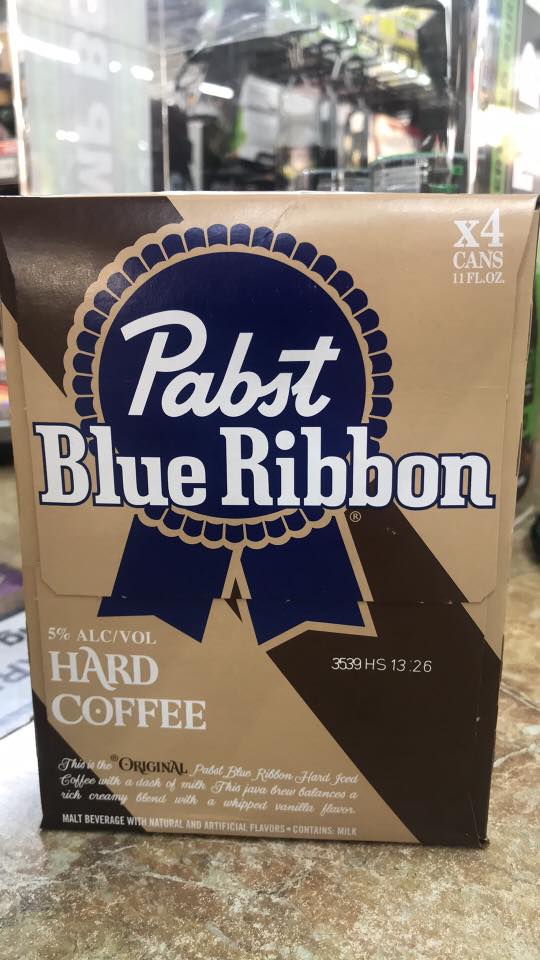 x4
CANS
11 FL.OZ.
Pabst
Blue Ribbon
®
5% ALC/VOL
HARD
COFFEE
3539 HS 13:26
This is the ®ORIGINAL Pabst Blue Ribbon Hard Iced
Coffee with a dash of milk. This java brew balances a
rich creamy blend with a whipped vanilla flavor.
MALT BEVERAGE WITH NATURAL AND ARTIFICIAL FLAVORS • CONTAINS: MILK